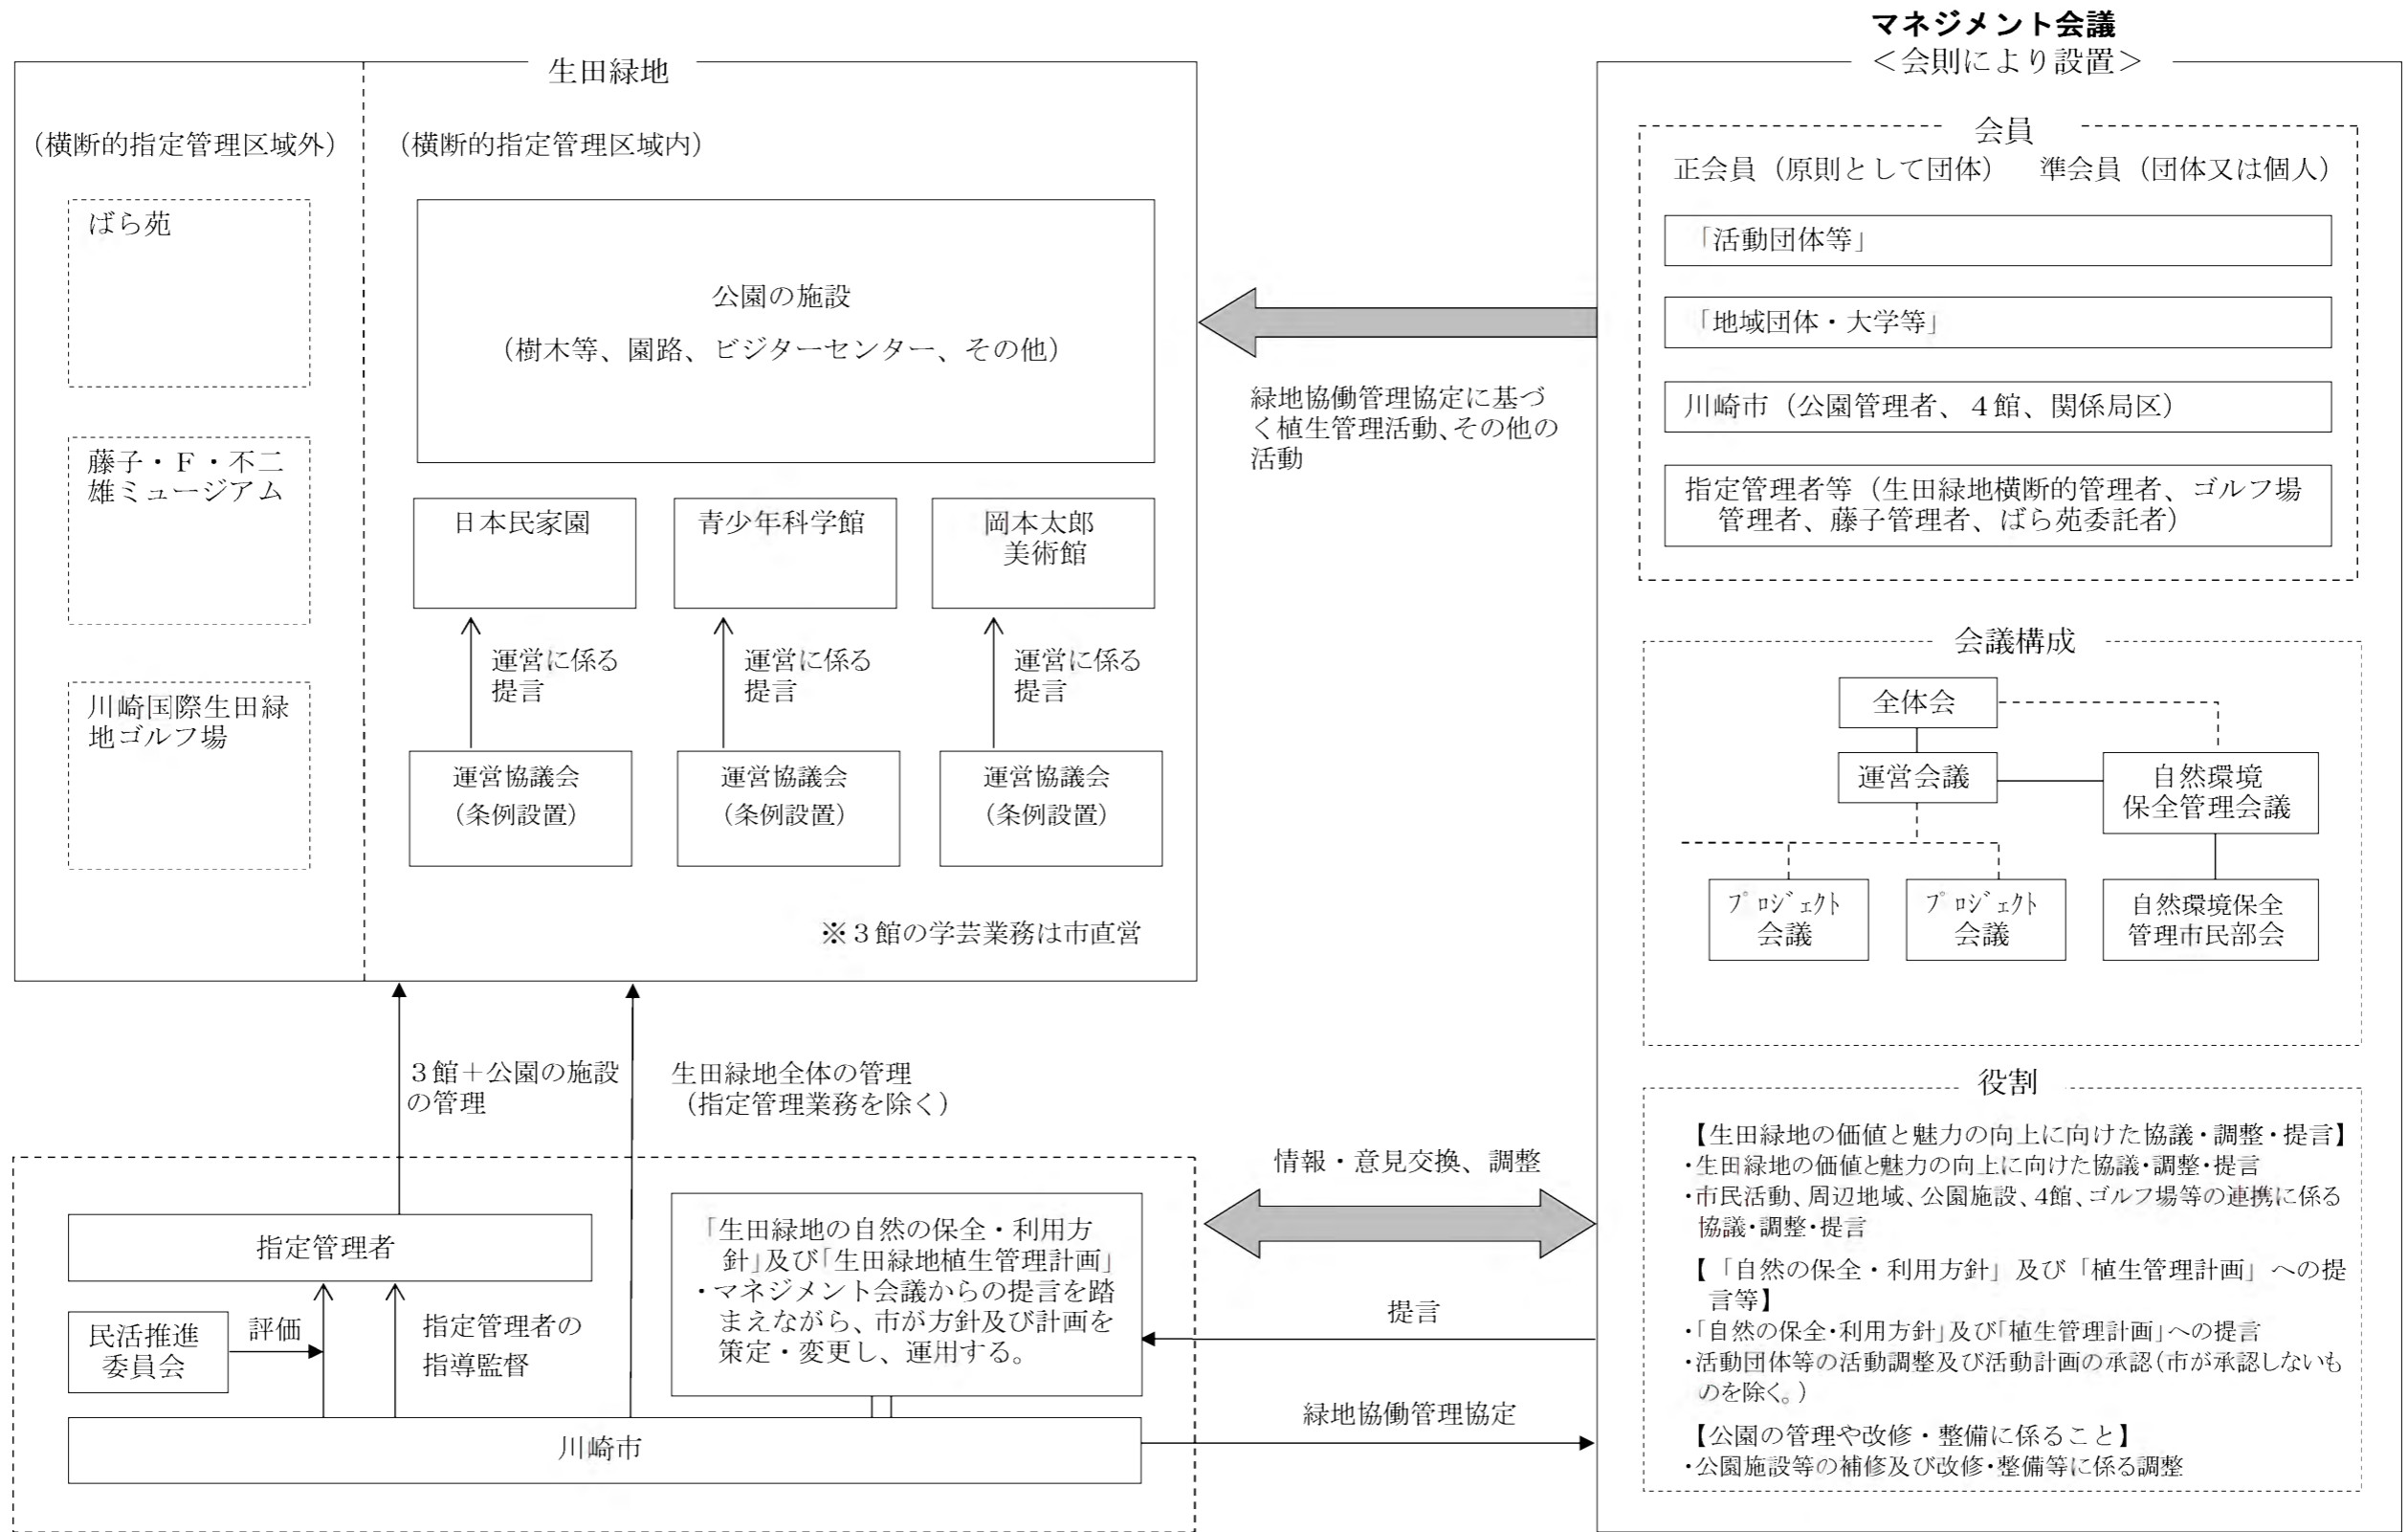 マネジメント会議
＜会則により設置＞
生田緑地
（横断的指定管理区域外）
（横断的指定管理区域内）
ばら苑
藤子・Ｆ・不二
雄ミュージアム
川崎国際生田緑
地ゴルフ場
公園の施設
（樹木等、園路、ビジターセンター、その他）
日本民家園
青少年科学館
岡本太郎
美術館
運営に係る
提言
運営に係る
提言
運営に係る
提言
運営協議会
（条例設置）
運営協議会
（条例設置）
運営協議会
（条例設置）
※３館の学芸業務は市直営
緑地協働管理協定に基づ
く植生管理活動、その他の
活動
会員
正会員（原則として団体）　準会員（団体又は個人）
「活動団体等」
「地域団体・大学等」
川崎市（公園管理者、４館、関係局区）
指定管理者等（生田緑地横断的管理者、ゴルフ場
管理者、藤子管理者、ばら苑委託者）
会議構成
全体会
運営会議
自然環境
保全管理会議
ﾌﾟﾛｼﾞｪｸﾄ
会議
ﾌﾟﾛｼﾞｪｸﾄ
会議
自然環境保全
管理市民部会
３館＋公園の施設
の管理
生田緑地全体の管理
（指定管理業務を除く）
指定管理者
民活推進
委員会
評価
指定管理者の
指導監督
「生田緑地の自然の保全・利用方
針」及び「生田緑地植生管理計画」
・マネジメント会議からの提言を踏
まえながら、市が方針及び計画を
策定・変更し、運用する。
川崎市
情報・意見交換、調整
提言
緑地協働管理協定
役割
【生田緑地の価値と魅力の向上に向けた協議・調整・提言】
・生田緑地の価値と魅力の向上に向けた協議・調整・提言
・市民活動、周辺地域、公園施設、4館、ゴルフ場等の連携に係る
協議・調整・提言
【「自然の保全・利用方針」及び「植生管理計画」への提
言等】
・「自然の保全・利用方針」及び「植生管理計画」への提言
・活動団体等の活動調整及び活動計画の承認（市が承認しないも
のを除く。）
【公園の管理や改修・整備に係ること】
・公園施設等の補修及び改修・整備等に係る調整